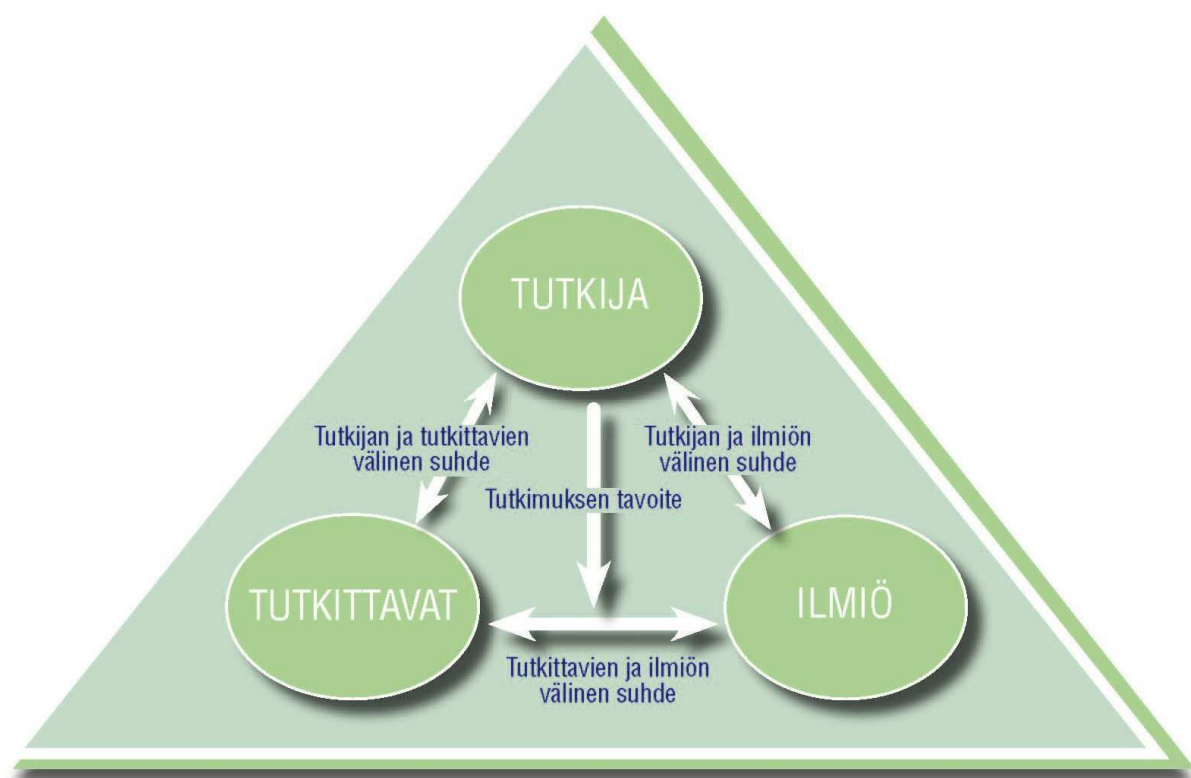 TUTKIJA
Tutkijan ja tutkittavien
välinen suhde
Tutkijan ja ilmiön
välinen suhde
Tutkimuksen tavoite
TUTKITTAVAT
ILMIÖ
Tutkittavien ja ilmiön
välinen suhde